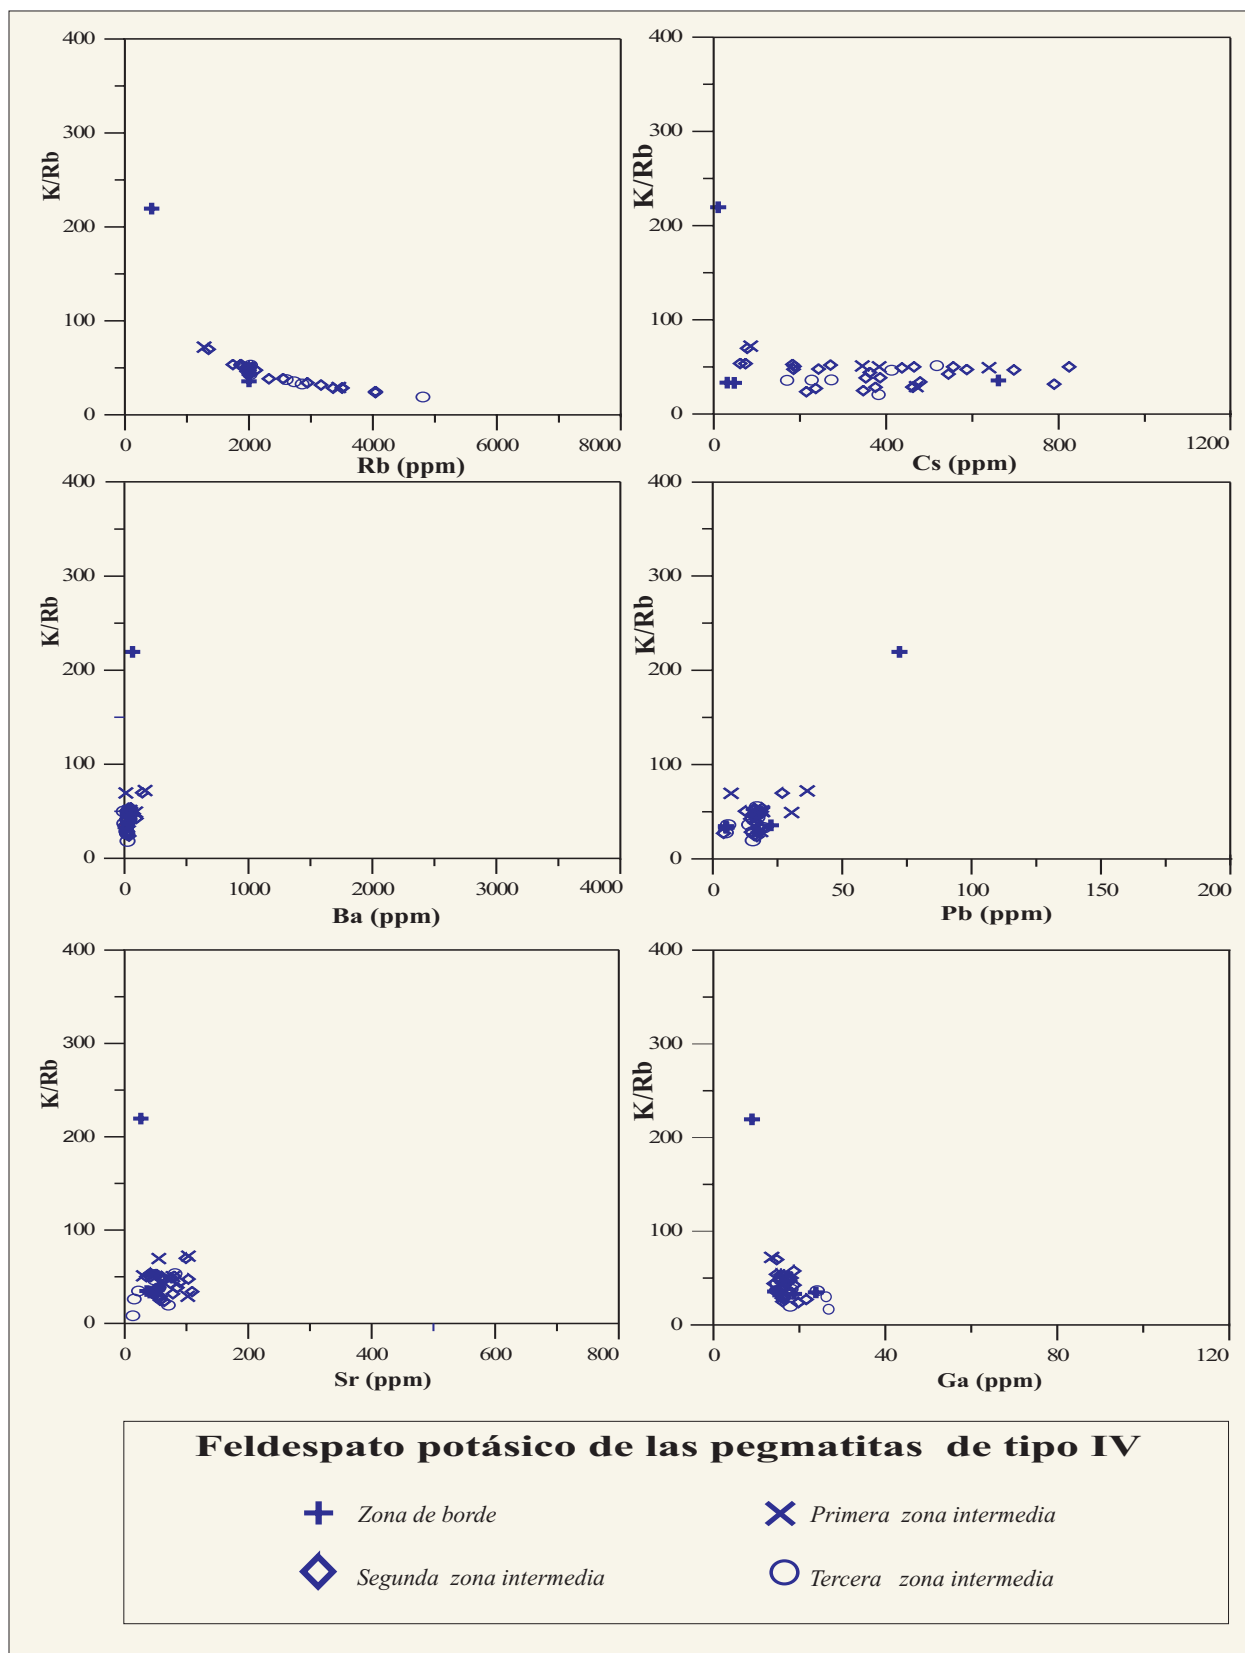 400
300
200
100
0
K/Rb
0 2000 4000 6000 8000
Rb (ppm)
400
300
200
100
0
K/Rb
0 400 800 1200
Cs (ppm)
400
300
200
100
0
K/Rb
0 1000 2000 3000 4000
Ba (ppm)
400
300
200
100
0
K/Rb
0 50 100 150 200
Pb (ppm)
400
300
200
100
0
K/Rb
0 200 400 600 800
Sr (ppm)
400
300
200
100
0
K/Rb
0 40 80 120
Ga (ppm)
Feldespato potásico de las pegmatitas de tipo IV
Zona de borde
Primera zona intermedia
Segunda zona intermedia
Tercera zona intermedia